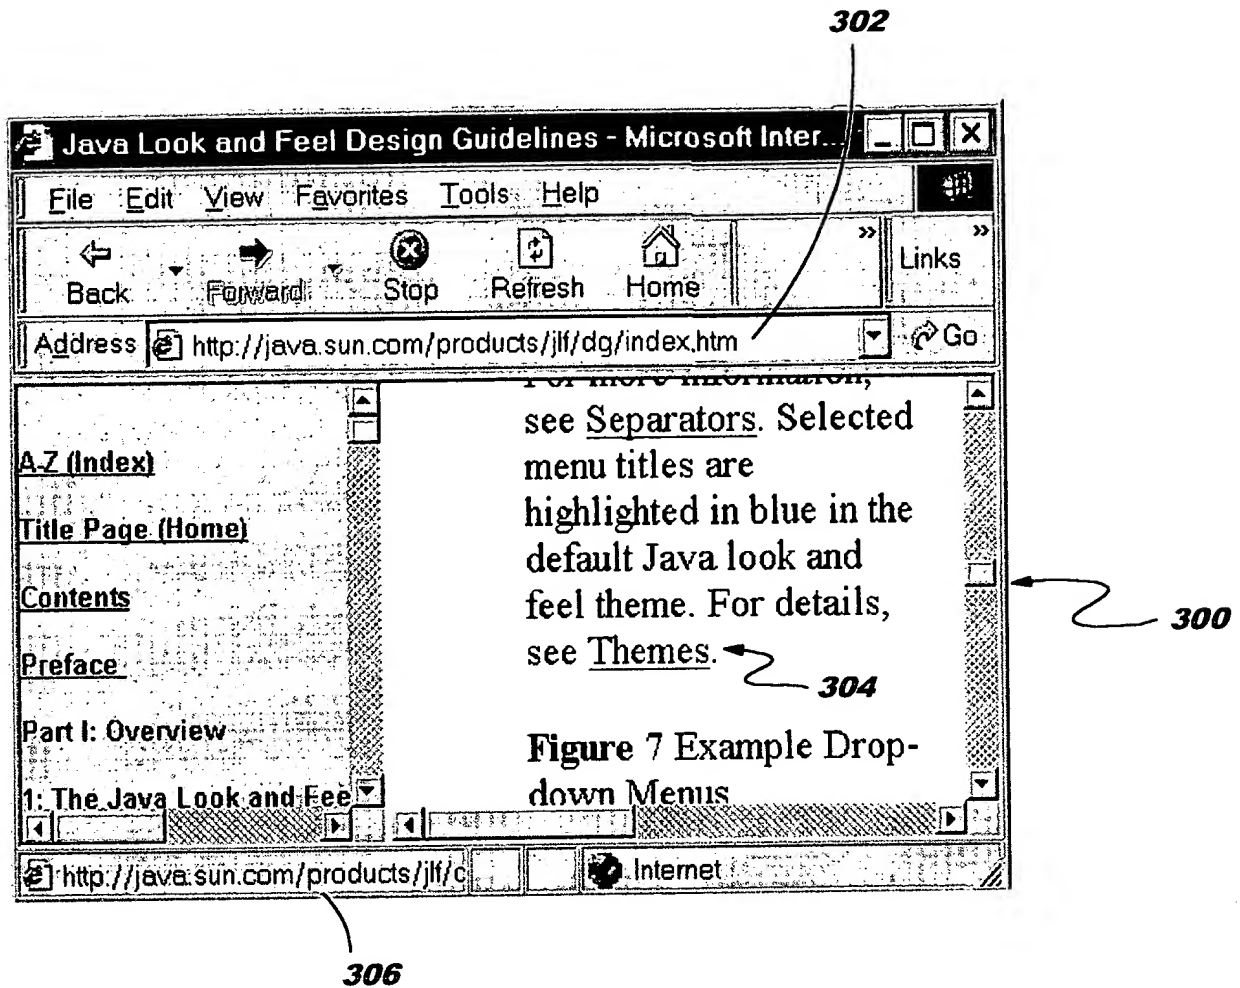 302
Java Look and Feel Design Guidelines - Microsoft Inter...
File Edit View Favorites Tools Help
Back Forward Stop Refresh Home » Links »
Address http://java.sun.com/products/jlf/dg/index.htm Go
A-Z (Index)
Title Page (Home)
Contents
Preface
Part I: Overview
1: The Java Look and Fee
For more information,
see Separators. Selected
menu titles are
highlighted in blue in the
default Java look and
feel theme. For details,
see Themes.
304
Figure 7 Example Drop-
down Menus
300
http://java.sun.com/products/jlf/c Internet
306